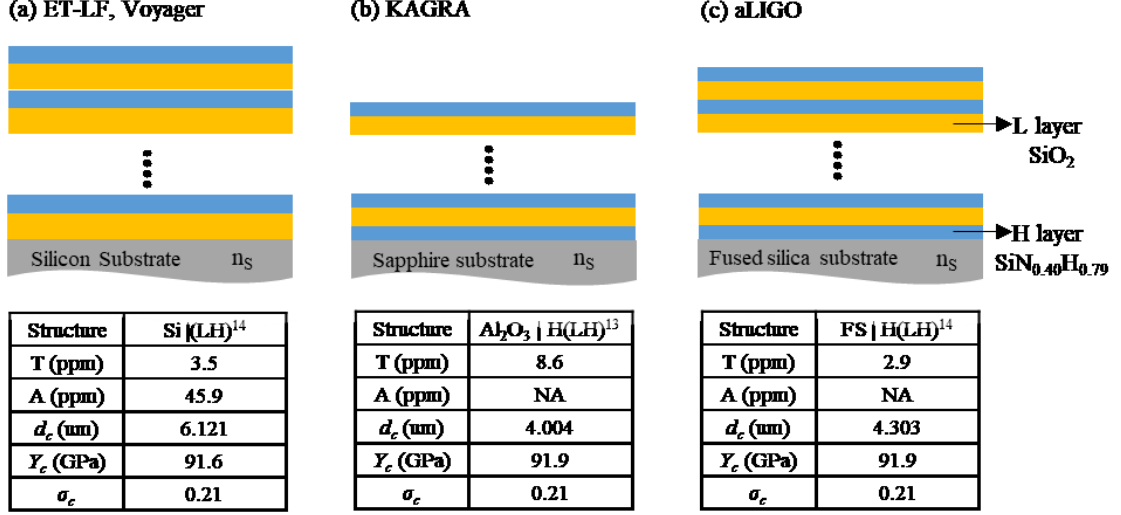 (a) ET-LF, Voyager
(b) KAGRA
(c) aLIGO
L layer
SiO2
H layer
SiN0.40H0.79
Silicon Substrate nS
Sapphire substrate nS
Fused silica substrate nS
Structure Si |(LH)14
T (ppm) 3.5
A (ppm) 45.9
dc (um) 6.121
Yc (GPa) 91.6
σc 0.21
Structure Al2O3 | H(LH)13
T (ppm) 8.6
A (ppm) NA
dc (um) 4.004
Yc (GPa) 91.9
σc 0.21
Structure FS | H(LH)14
T (ppm) 2.9
A (ppm) NA
dc (um) 4.303
Yc (GPa) 91.9
σc 0.21